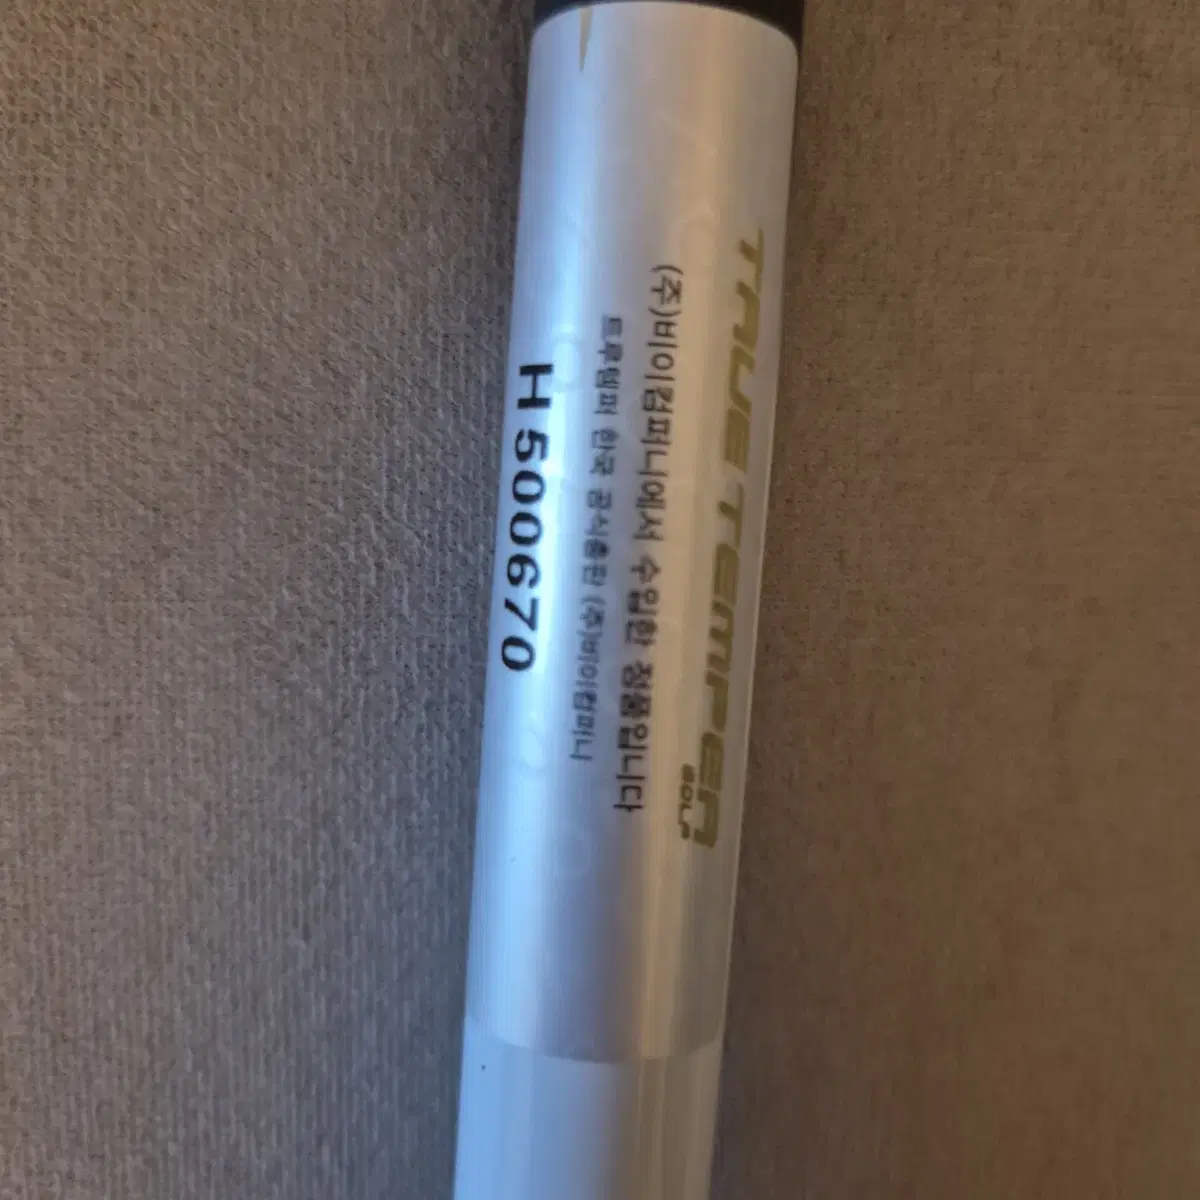 TRUE TEMPER
GOLF
(주)비이컴퍼니에서 수입한 정품입니다
트루템퍼 한국 공식총판 (주)비이컴퍼니
H 500670